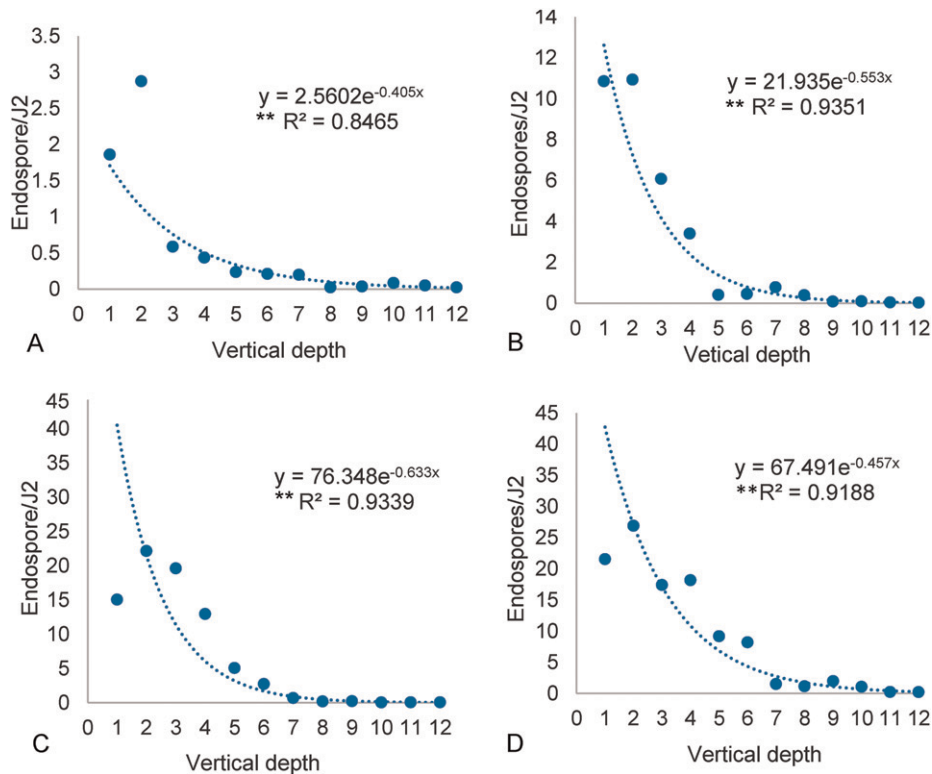 3.5
3
2.5
2
1.5
1
0.5
0
Endospore/J2
y = 2.5602e-0.405x
** R² = 0.8465
0 1 2 3 4 5 6 7 8 9 10 11 12
Vertical depth
A
14
12
10
8
6
4
2
0
Endospores/J2
y = 21.935e-0.553x
** R² = 0.9351
0 1 2 3 4 5 6 7 8 9 10 11 12
Vetical depth
B
45
40
35
30
25
20
15
10
5
0
Endospore/J2
y = 76.348e-0.633x
** R² = 0.9339
0 1 2 3 4 5 6 7 8 9 10 11 12
Vertical depth
C
45
40
35
30
25
20
15
10
5
0
Endospores/J2
y = 67.491e-0.457x
**R² = 0.9188
0 1 2 3 4 5 6 7 8 9 10 11 12
Vertical depth
D